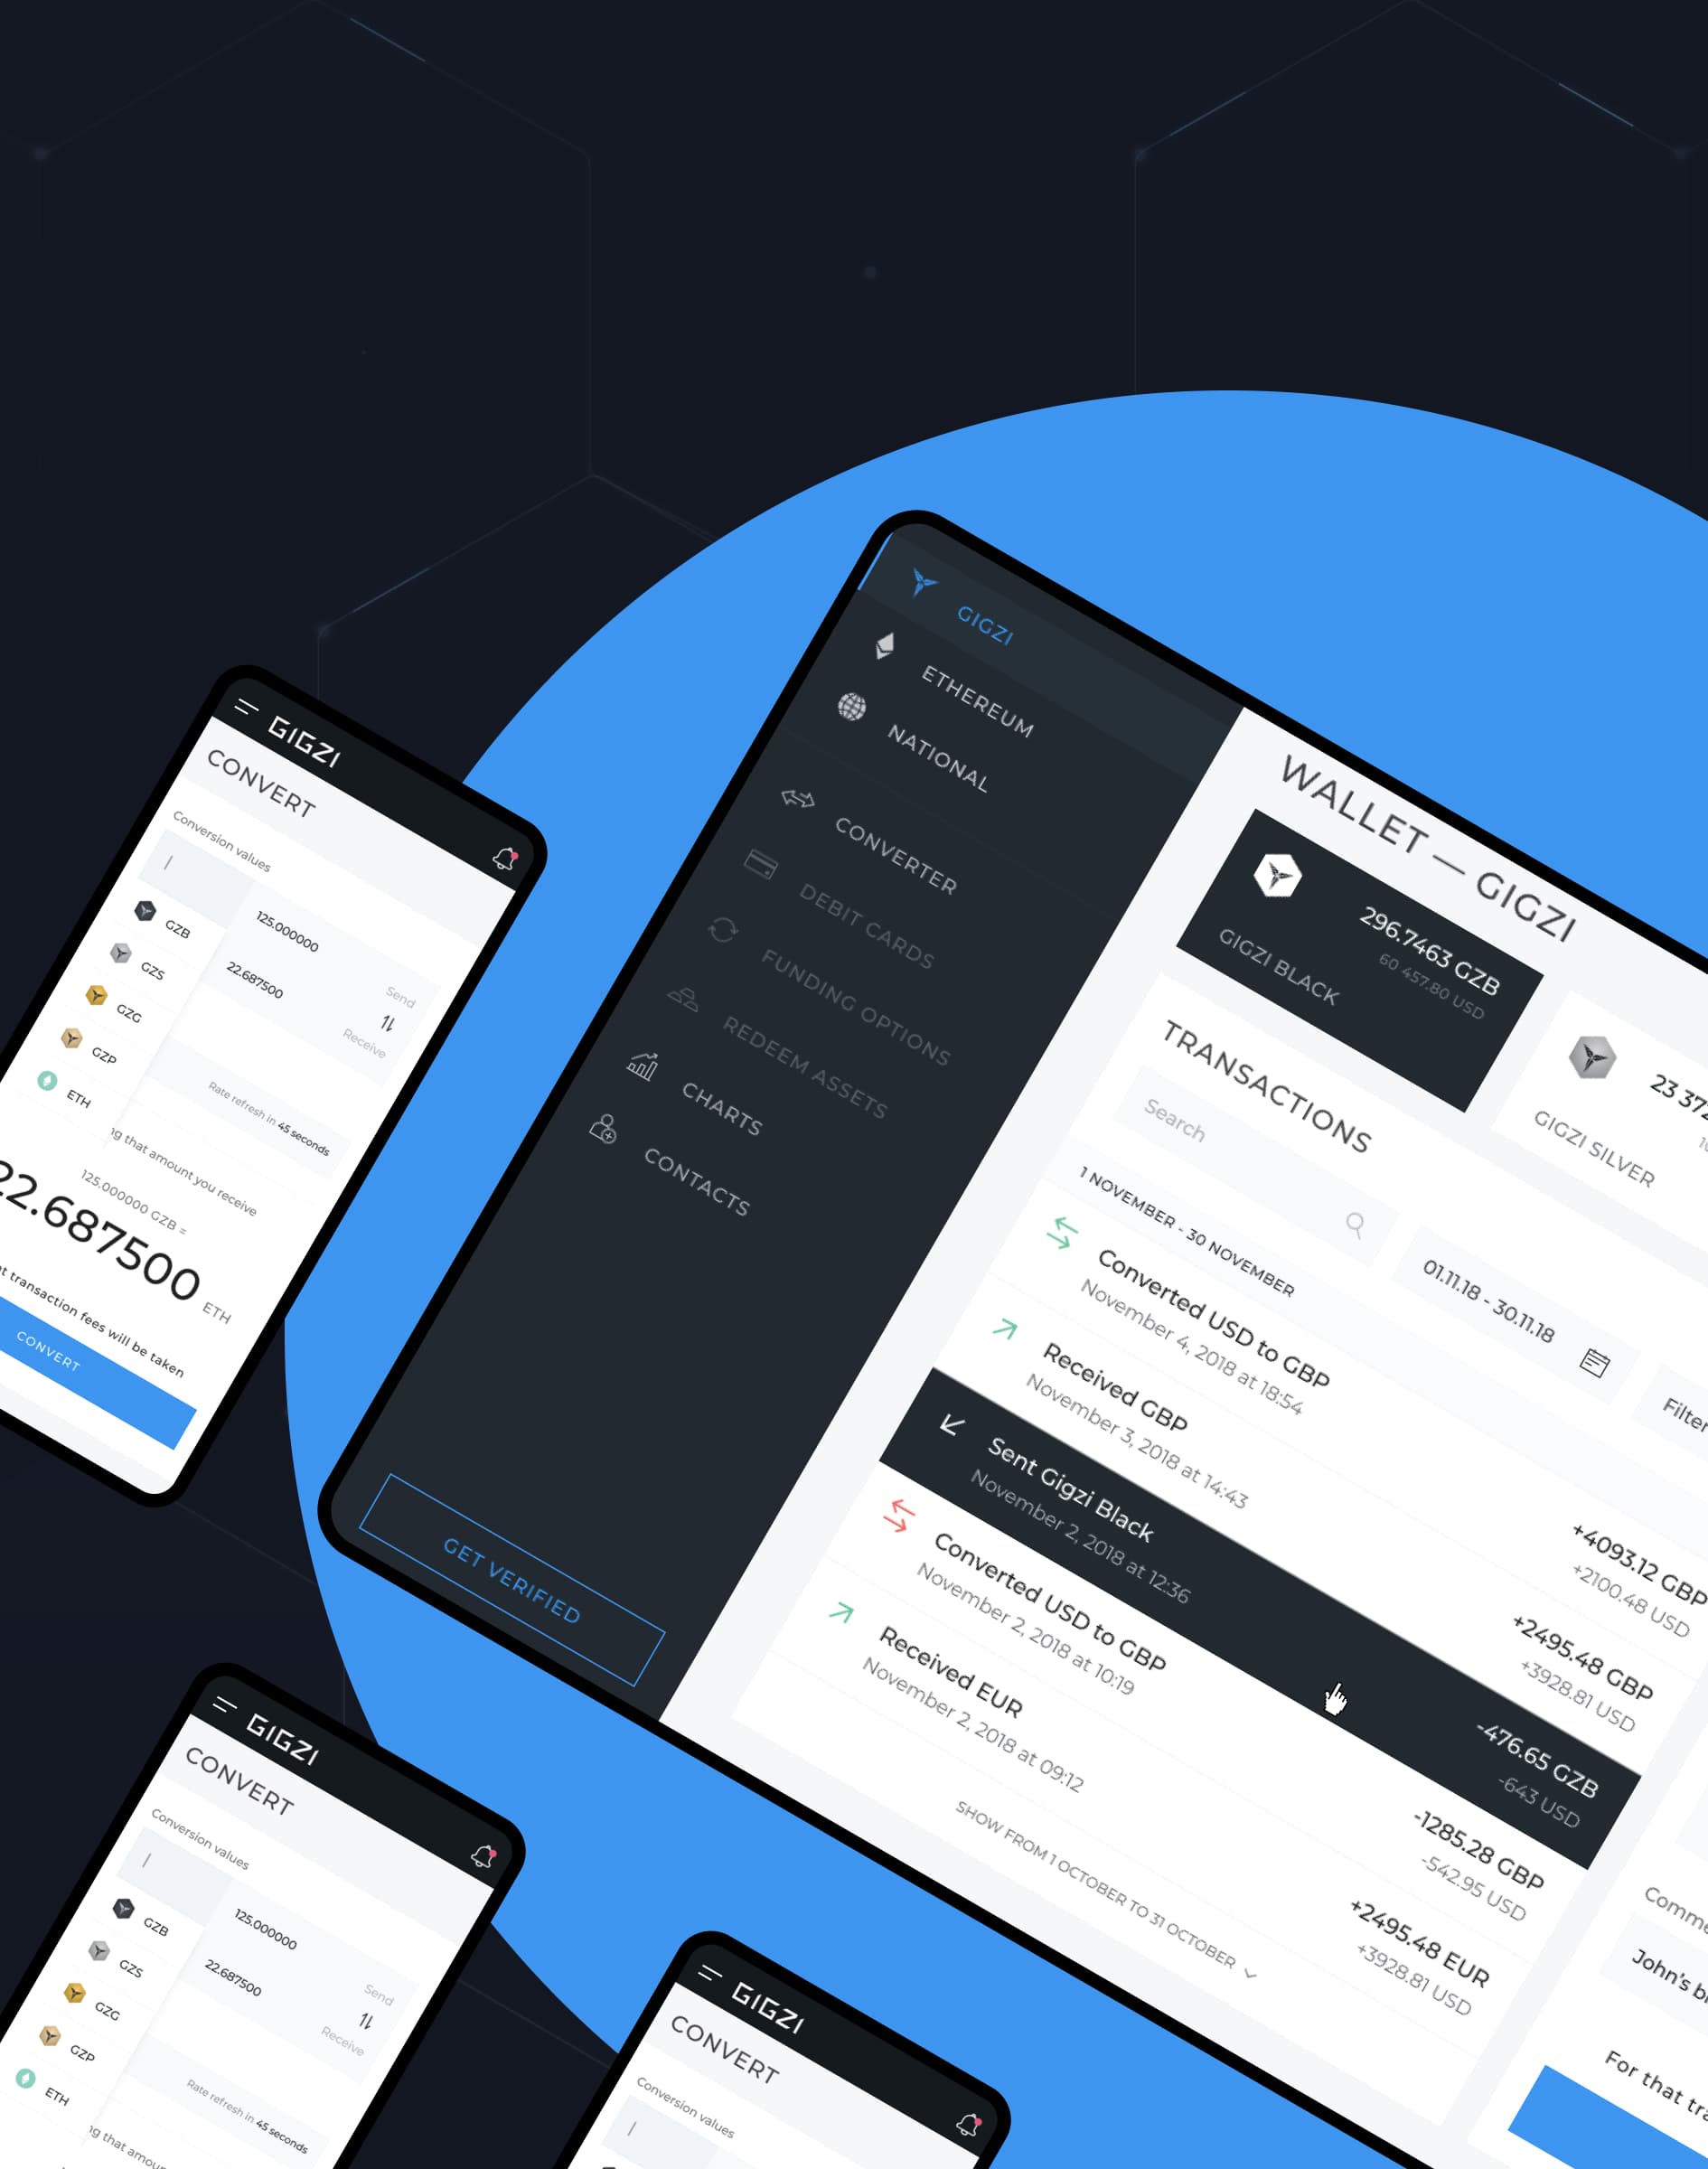 GIGZI
CONVERT
Conversion values
GZB
GZS
GZG
GZP
ETH
125.000000
22.687500
Send
Receive
Rate refresh in 45 seconds
that amount you receive
125.000000 GZB =
22.687500 ETH
transaction fees will be taken
CONVERT
GIGZI
ETHEREUM
NATIONAL
CONVERTER
DEBIT CARDS
FUNDING OPTIONS
REDEEM ASSETS
CHARTS
CONTACTS
GET VERIFIED
WALLET — GIGZI
296.7463 GZB
60 457.80 USD
GIGZI BLACK
GIGZI SILVER
TRANSACTIONS
Search
01.11.18 - 30.11.18
Filter
1 NOVEMBER - 30 NOVEMBER
Converted USD to GBP
November 4, 2018 at 18:54
+4093.12 GBP
+2100.48 USD
Received GBP
November 3, 2018 at 14:43
+2495.48 GBP
+3928.81 USD
Sent Gigzi Black
November 2, 2018 at 12:36
-476.65 GZB
-643 USD
Converted USD to GBP
November 2, 2018 at 10:19
-1285.28 GBP
-542.95 USD
Received EUR
November 2, 2018 at 09:12
+2495.48 EUR
+3928.81 USD
SHOW FROM 1 OCTOBER TO 31 OCTOBER
John's
For that
GIGZI
CONVERT
Conversion values
GZB
GZS
GZG
GZP
ETH
125.000000
22.687500
Send
Receive
Rate refresh in 45 seconds
that
GIGZI
CONVERT
Conversion values